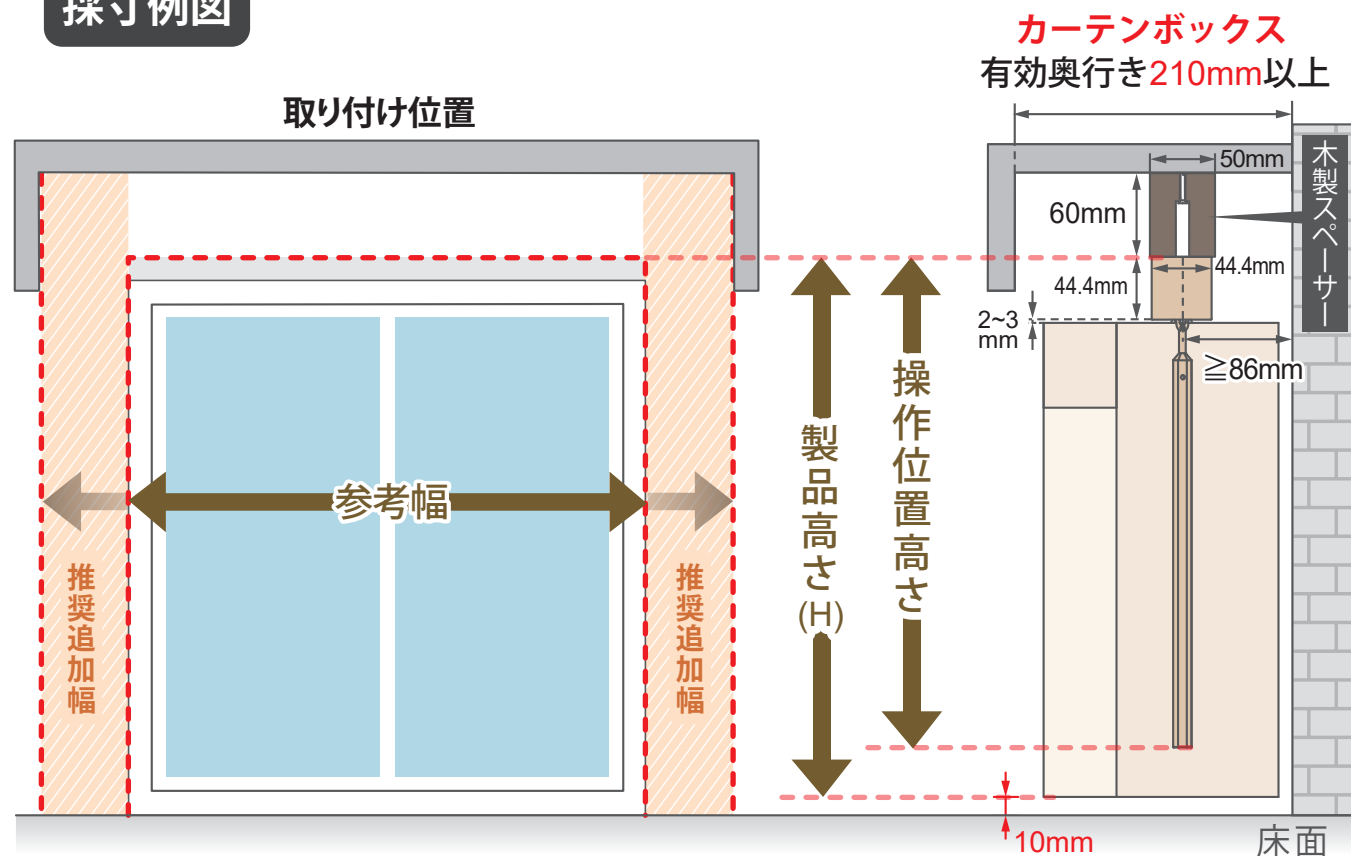 採寸例図
カーテンボックス
有効奥行き210mm以上
取り付け位置
50mm
木製スペーサー
60mm
44.4mm
44.4mm
2~3
mm
≧86mm
参考幅
製品高さ(H)
操作位置高さ
推奨追加幅
推奨追加幅
10mm
床面